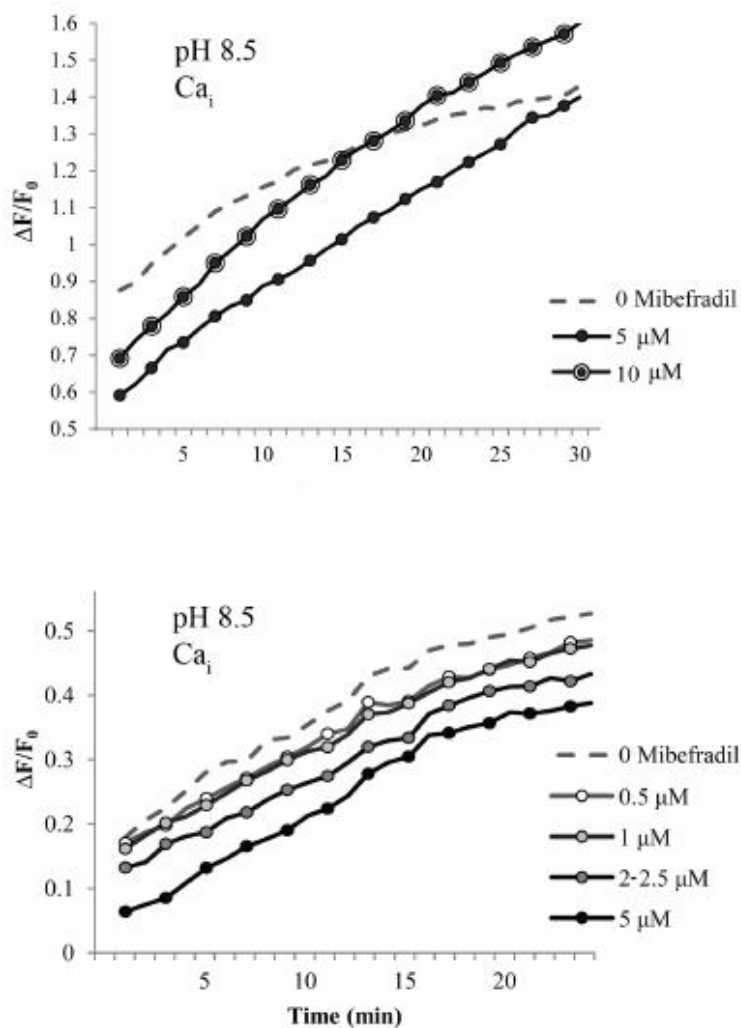 1.6
1.5
1.4
1.3
1.2
1.1
1
0.9
0.8
0.7
0.6
0.5
ΔF/F₀
pH 8.5
Caᵢ
0 Mibefradil
5 μM
10 μM
5 10 15 20 25 30
0.5
0.4
0.3
0.2
0.1
0
ΔF/F₀
pH 8.5
Caᵢ
0 Mibefradil
0.5 μM
1 μM
2-2.5 μM
5 μM
5 10 15 20
Time (min)